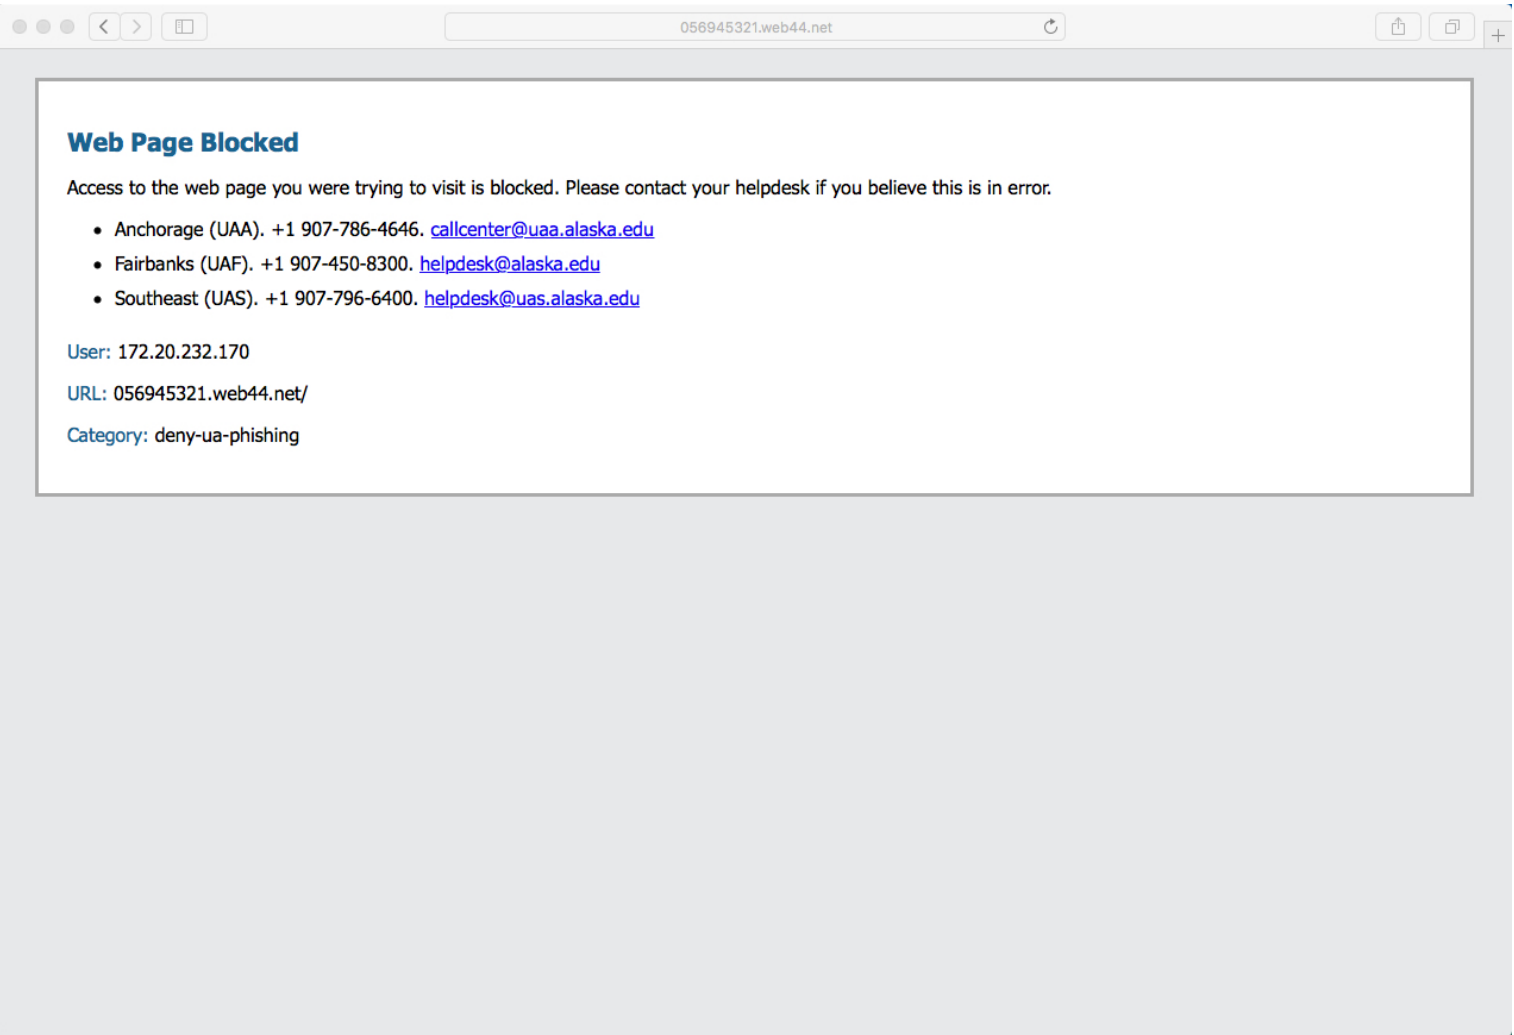 056945321.web44.net
Web Page Blocked
Access to the web page you were trying to visit is blocked. Please contact your helpdesk if you believe this is in error.
• Anchorage (UAA). +1 907-786-4646. callcenter@uaa.alaska.edu
• Fairbanks (UAF). +1 907-450-8300. helpdesk@alaska.edu
• Southeast (UAS). +1 907-796-6400. helpdesk@uas.alaska.edu
User: 172.20.232.170
URL: 056945321.web44.net/
Category: deny-ua-phishing